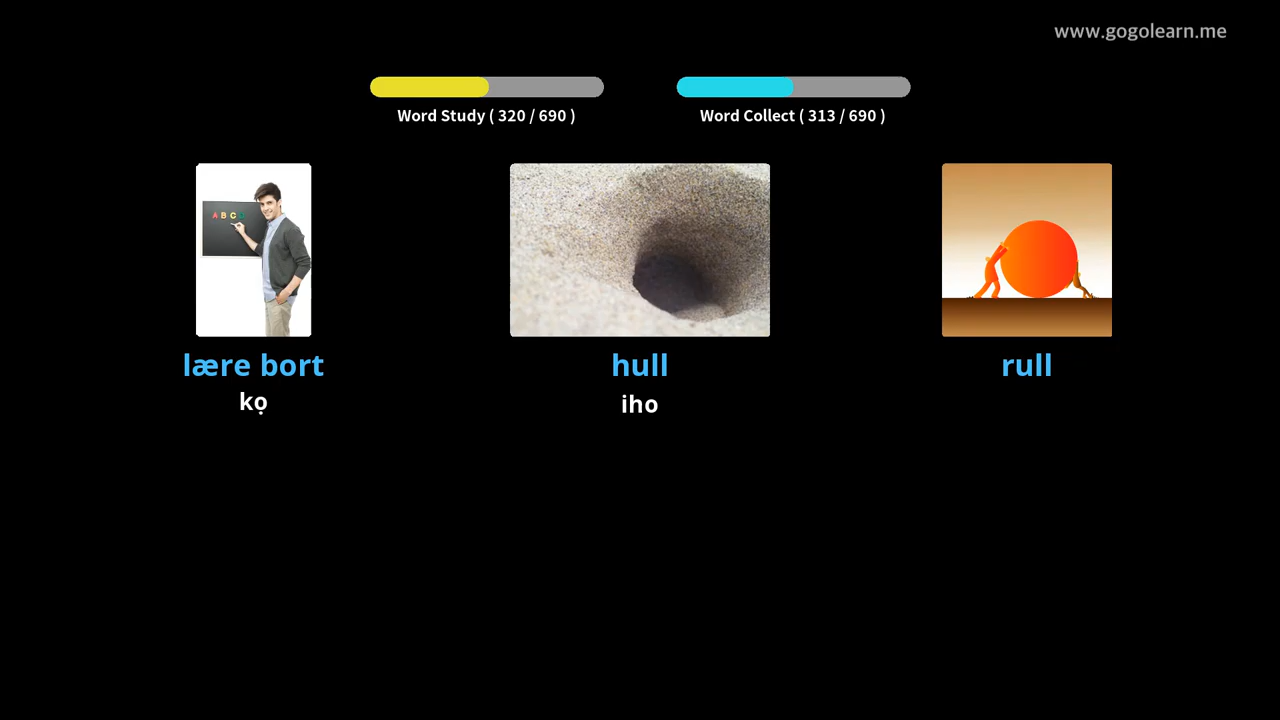 www.gogolearn.me
Word Study ( 320 / 690 )
Word Collect ( 313 / 690 )
A B C D
lære bort
hull
rull
kọ
iho